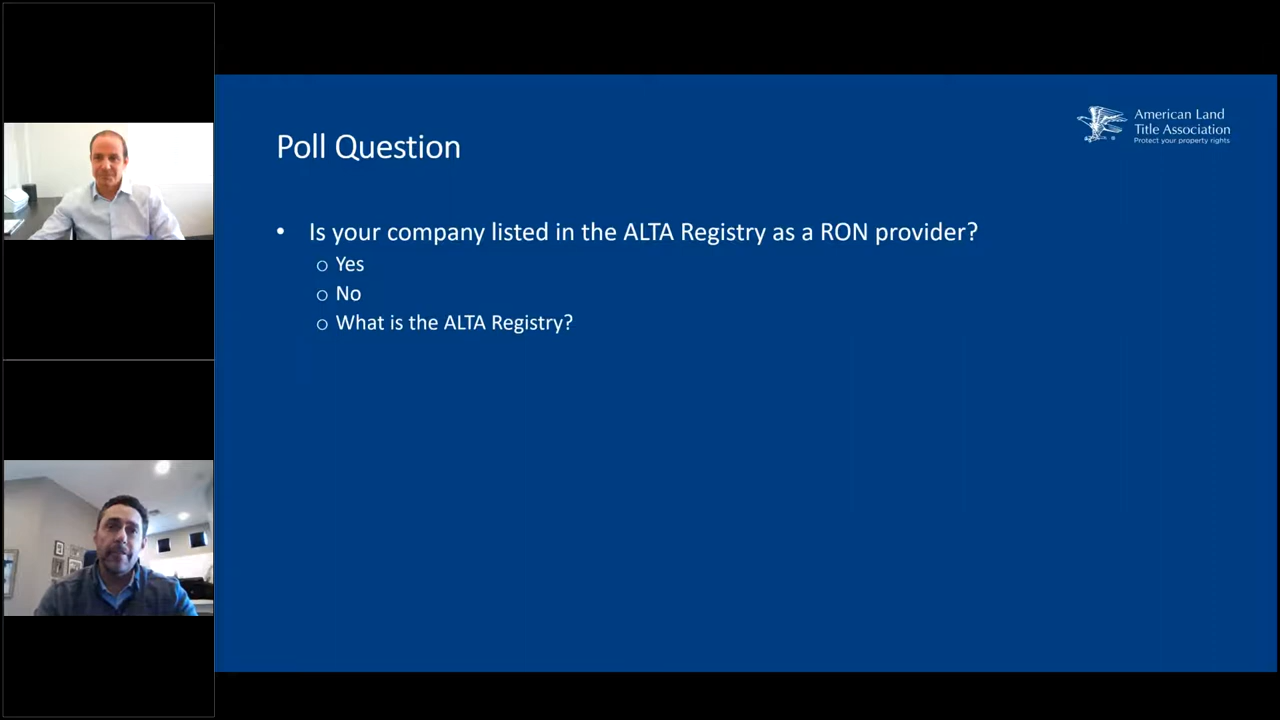 American Land
Title Association
Protect your property rights
Poll Question
• Is your company listed in the ALTA Registry as a RON provider?
o Yes
o No
o What is the ALTA Registry?